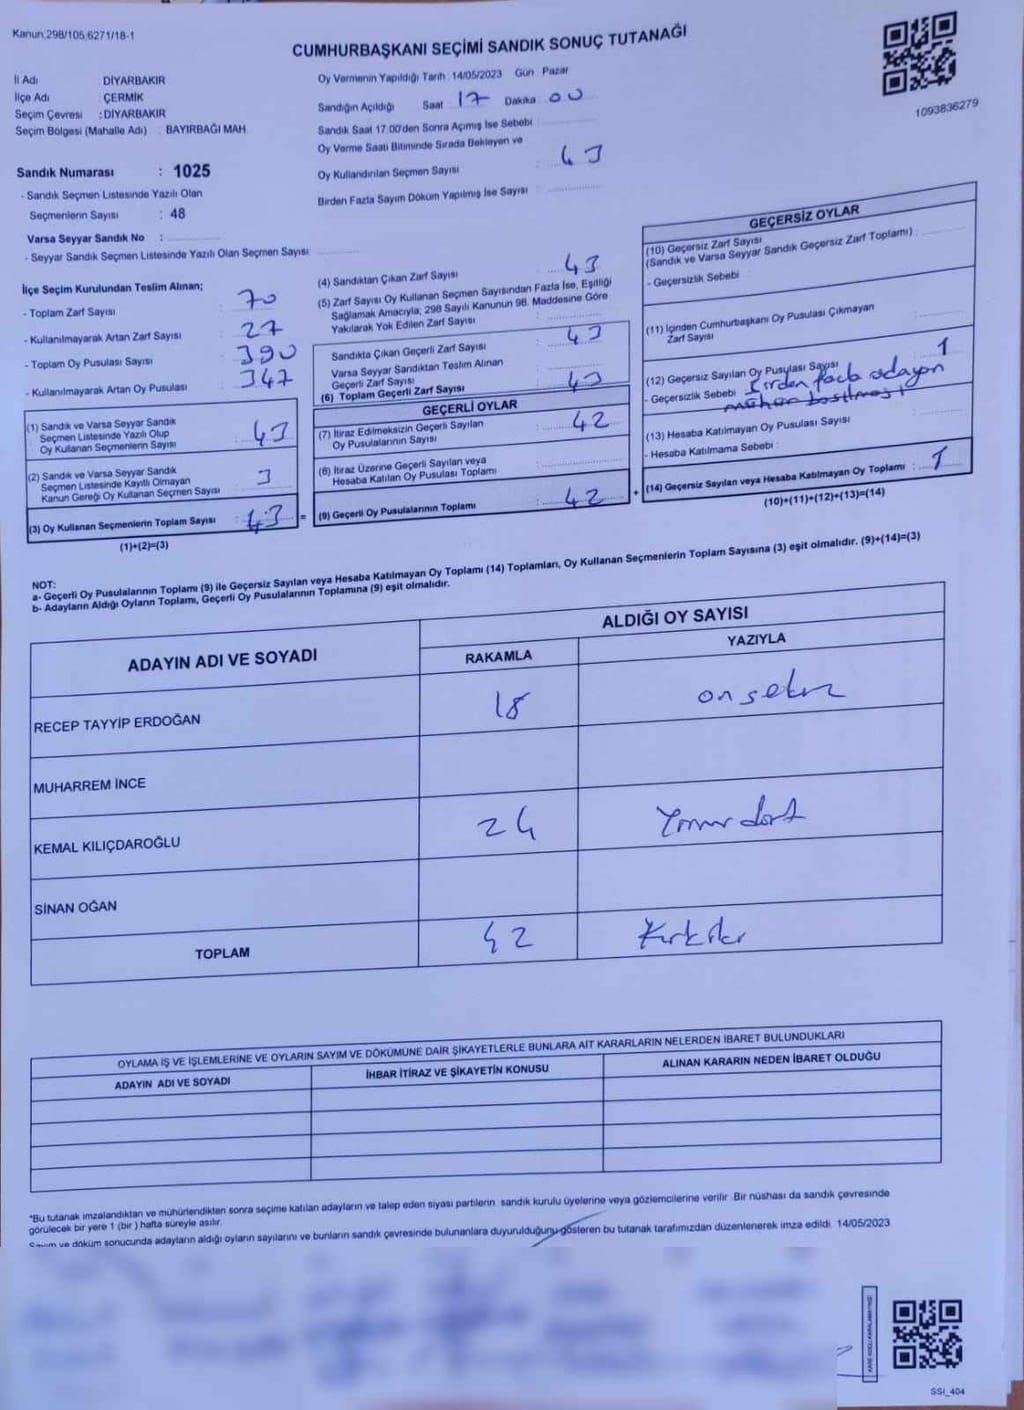 Kanun;298/105,6271/18-1
CUMHURBAŞKANI SEÇİMİ SANDIK SONUÇ TUTANAĞI
1093836279
İl Adı DİYARBAKIR
İlçe Adı ÇERMİK
Seçim Çevresi : DİYARBAKIR
Seçim Bölgesi (Mahalle Adı) : BAYIRBAĞI MAH.
Sandık Numarası : 1025
- Sandık Seçmen Listesinde Yazılı Olan
Seçmenlerin Sayısı : 48
Varsa Seyyar Sandık No :
- Seyyar Sandık Seçmen Listesinde Yazılı Olan Seçmen Sayısı
Oy Vermenin Yapıldığı Tarih : 14/05/2023 Gün Pazar
Sandığın Açıldığı Saat 17 Dakika 00
Sandık Saat 17.00'den Sonra Açımış İse Sebebi
Oy Verme Saati Bitiminde Sırada Bekleyen ve
Oy Kullandırılan Seçmen Sayısı 43
Birden Fazla Sayım Döküm Yapılmış İse Sayısı
İlçe Seçim Kurulundan Teslim Alınan;
- Toplam Zarf Sayısı 70
- Kullanılmayarak Artan Zarf Sayısı 27
- Toplam Oy Pusulası Sayısı 390
- Kullanılmayarak Artan Oy Pusulası 347
(1) Sandık ve Varsa Seyyar Sandık
Seçmen Listesinde Yazılı Olup
Oy Kullanan Seçmenlerin Sayısı 43
(2) Sandık ve Varsa Seyyar Sandık
Seçmen Listesinde Kayıtlı Olmayan
Kanun Gereği Oy Kullanan Seçmen Sayısı 3
(3) Oy Kullanan Seçmenlerin Toplam Sayısı : 43 =
(1)+(2)=(3)
(4) Sandıktan Çıkan Zarf Sayısı 43
(5) Zarf Sayısı Oy Kullanan Seçmen Sayısından Fazla İse, Eşitliği
Sağlamak Amacıyla; 298 Sayılı Kanunun 98. Maddesine Göre
Yakılarak Yok Edilen Zarf Sayısı
Sandıkta Çıkan Geçerli Zarf Sayısı 43
Varsa Seyyar Sandıktan Teslim Alınan
Geçerli Zarf Sayısı
(6) Toplam Geçerli Zarf Sayısı 43
GEÇERLİ OYLAR
(7) İtiraz Edilmeksizin Geçerli Sayılan
Oy Pusulalarının Sayısı 42
(8) İtiraz Üzerine Geçerli Sayılan veya
Hesaba Katılan Oy Pusulası Toplamı
(9) Geçerli Oy Pusulalarının Toplamı 42 +
GEÇERSİZ OYLAR
(10) Geçersiz Zarf Sayısı
(Sandık ve Varsa Seyyar Sandık Geçersiz Zarf Toplamı) :
- Geçersizlik Sebebi
(11) İçinden Cumhurbaşkanı Oy Pusulası Çıkmayan
Zarf Sayısı
(12) Geçersiz Sayılan Oy Pusulası Sayısı 1
- Geçersizlik Sebebi birden fazla adayın
mühür basılması
(13) Hesaba Katılmayan Oy Pusulası Sayısı
- Hesaba Katılmama Sebebi :
(14) Geçersiz Sayılan veya Hesaba Katılmayan Oy Toplamı : 1
(10)+(11)+(12)+(13)=(14)
NOT:
a- Geçerli Oy Pusulalarının Toplamı (9) ile Geçersiz Sayılan veya Hesaba Katılmayan Oy Toplamı (14) Toplamları, Oy Kullanan Seçmenlerin Toplam Sayısına (3) eşit olmalıdır. (9)+(14)=(3)
b- Adayların Aldığı Oyların Toplamı, Geçerli Oy Pusulalarının Toplamına (9) eşit olmalıdır.
ADAYIN ADI VE SOYADI
ALDIĞI OY SAYISI
RAKAMLA YAZIYLA
RECEP TAYYİP ERDOĞAN 18 on sekiz
MUHARREM İNCE
KEMAL KILIÇDAROĞLU 24 Yirmi dört
SİNAN OĞAN
TOPLAM 42 Kırk iki
OYLAMA İŞ VE İŞLEMLERİNE VE OYLARIN SAYIM VE DÖKÜMÜNE DAİR ŞİKAYETLERLE BUNLARA AİT KARARLARIN NELERDEN İBARET BULUNDUKLARI
ADAYIN ADI VE SOYADI İHBAR İTİRAZ VE ŞİKAYETİN KONUSU ALINAN KARARIN NEDEN İBARET OLDUĞU
*Bu tutanak imzalandıktan ve mühürlendikten sonra seçime katılan adayların ve talep eden siyasi partilerin sandık kurulu üyelerine veya gözlemcilerine verilir. Bir nüshası da sandık çevresinde
görülecek bir yere 1 (bir) hafta süreyle asılır.
Sayım ve döküm sonucunda adayların aldığı oyların sayılarını ve bunların sandık çevresinde bulunanlara duyurulduğunu gösteren bu tutanak tarafımızdan düzenlenerek imza edildi. 14/05/2023
SSI_404